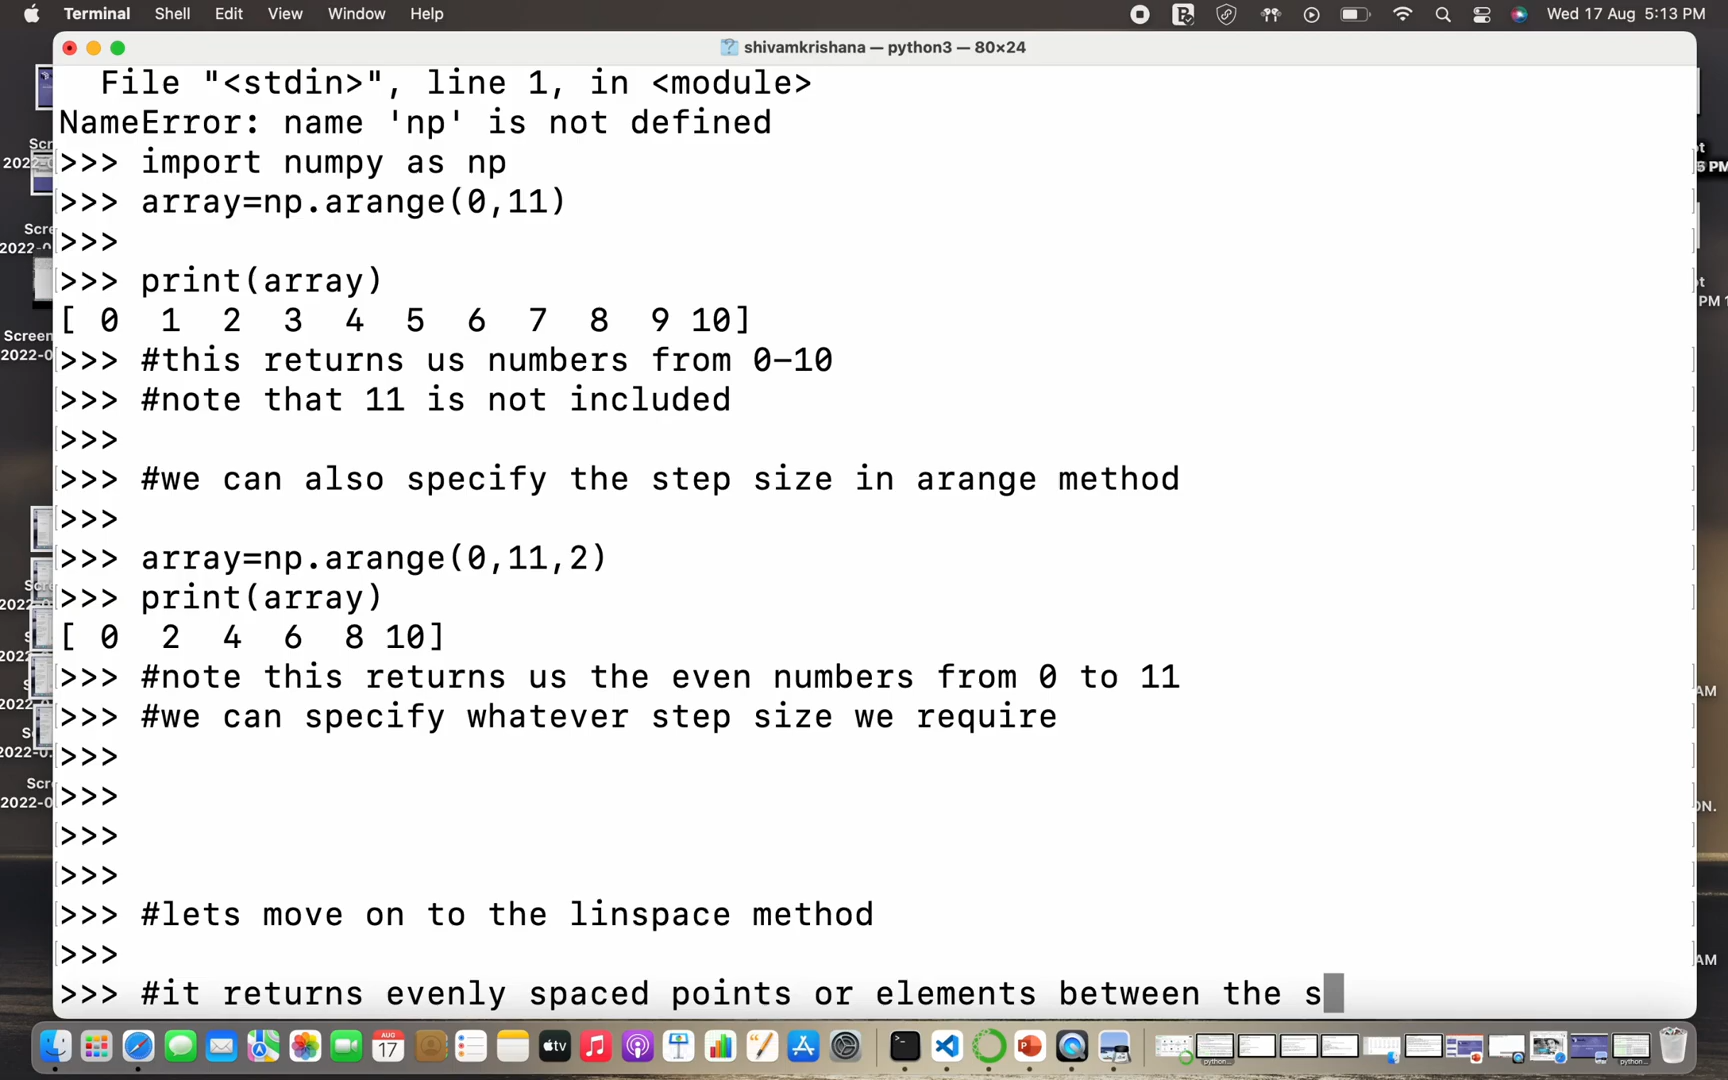 Terminal Shell Edit View Window Help Wed 17 Aug 5:13 PM
shivamkrishana — python3 — 80×24
File "<stdin>", line 1, in <module>
NameError: name 'np' is not defined
>>> import numpy as np
>>> array=np.arange(0,11)
>>>
>>> print(array)
[ 0 1 2 3 4 5 6 7 8 9 10]
>>> #this returns us numbers from 0-10
>>> #note that 11 is not included
>>>
>>> #we can also specify the step size in arange method
>>>
>>> array=np.arange(0,11,2)
>>> print(array)
[ 0 2 4 6 8 10]
>>> #note this returns us the even numbers from 0 to 11
>>> #we can specify whatever step size we require
>>>
>>>
>>>
>>>
>>> #lets move on to the linspace method
>>>
>>> #it returns evenly spaced points or elements between the s